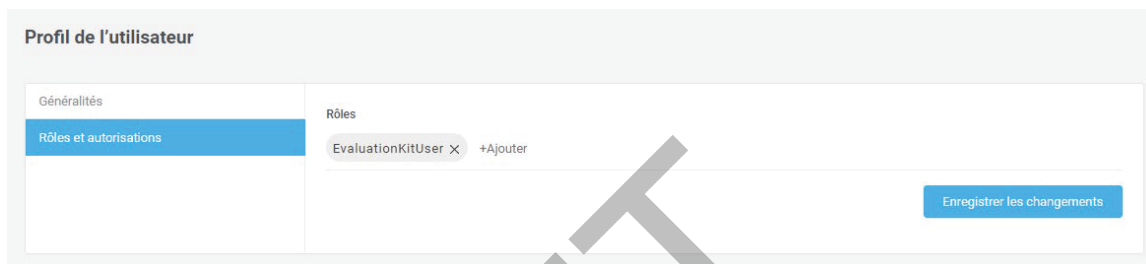 Profil de l’utilisateur
Généralités
Rôles et autorisations
Rôles
EvaluationKitUser × +Ajouter
Enregistrer les changements